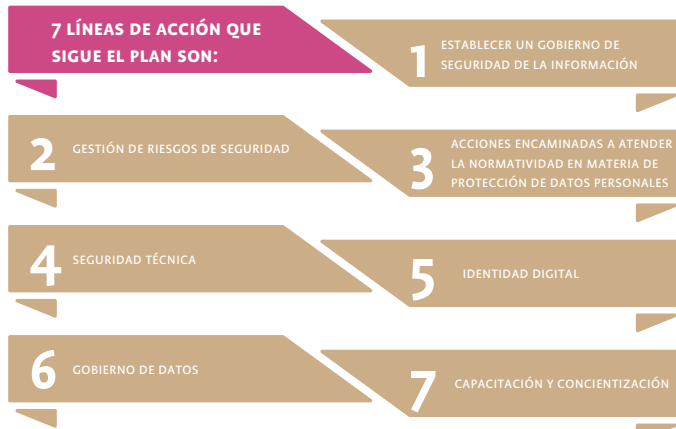 7 LÍNEAS DE ACCIÓN QUE
SIGUE EL PLAN SON:
1
ESTABLECER UN GOBIERNO DE
SEGURIDAD DE LA INFORMACIÓN
2
GESTIÓN DE RIESGOS DE SEGURIDAD
3
ACCIONES ENCAMINADAS A ATENDER
LA NORMATIVIDAD EN MATERIA DE
PROTECCIÓN DE DATOS PERSONALES
4
SEGURIDAD TÉCNICA
5
IDENTIDAD DIGITAL
6
GOBIERNO DE DATOS
7
CAPACITACIÓN Y CONCIENTIZACIÓN